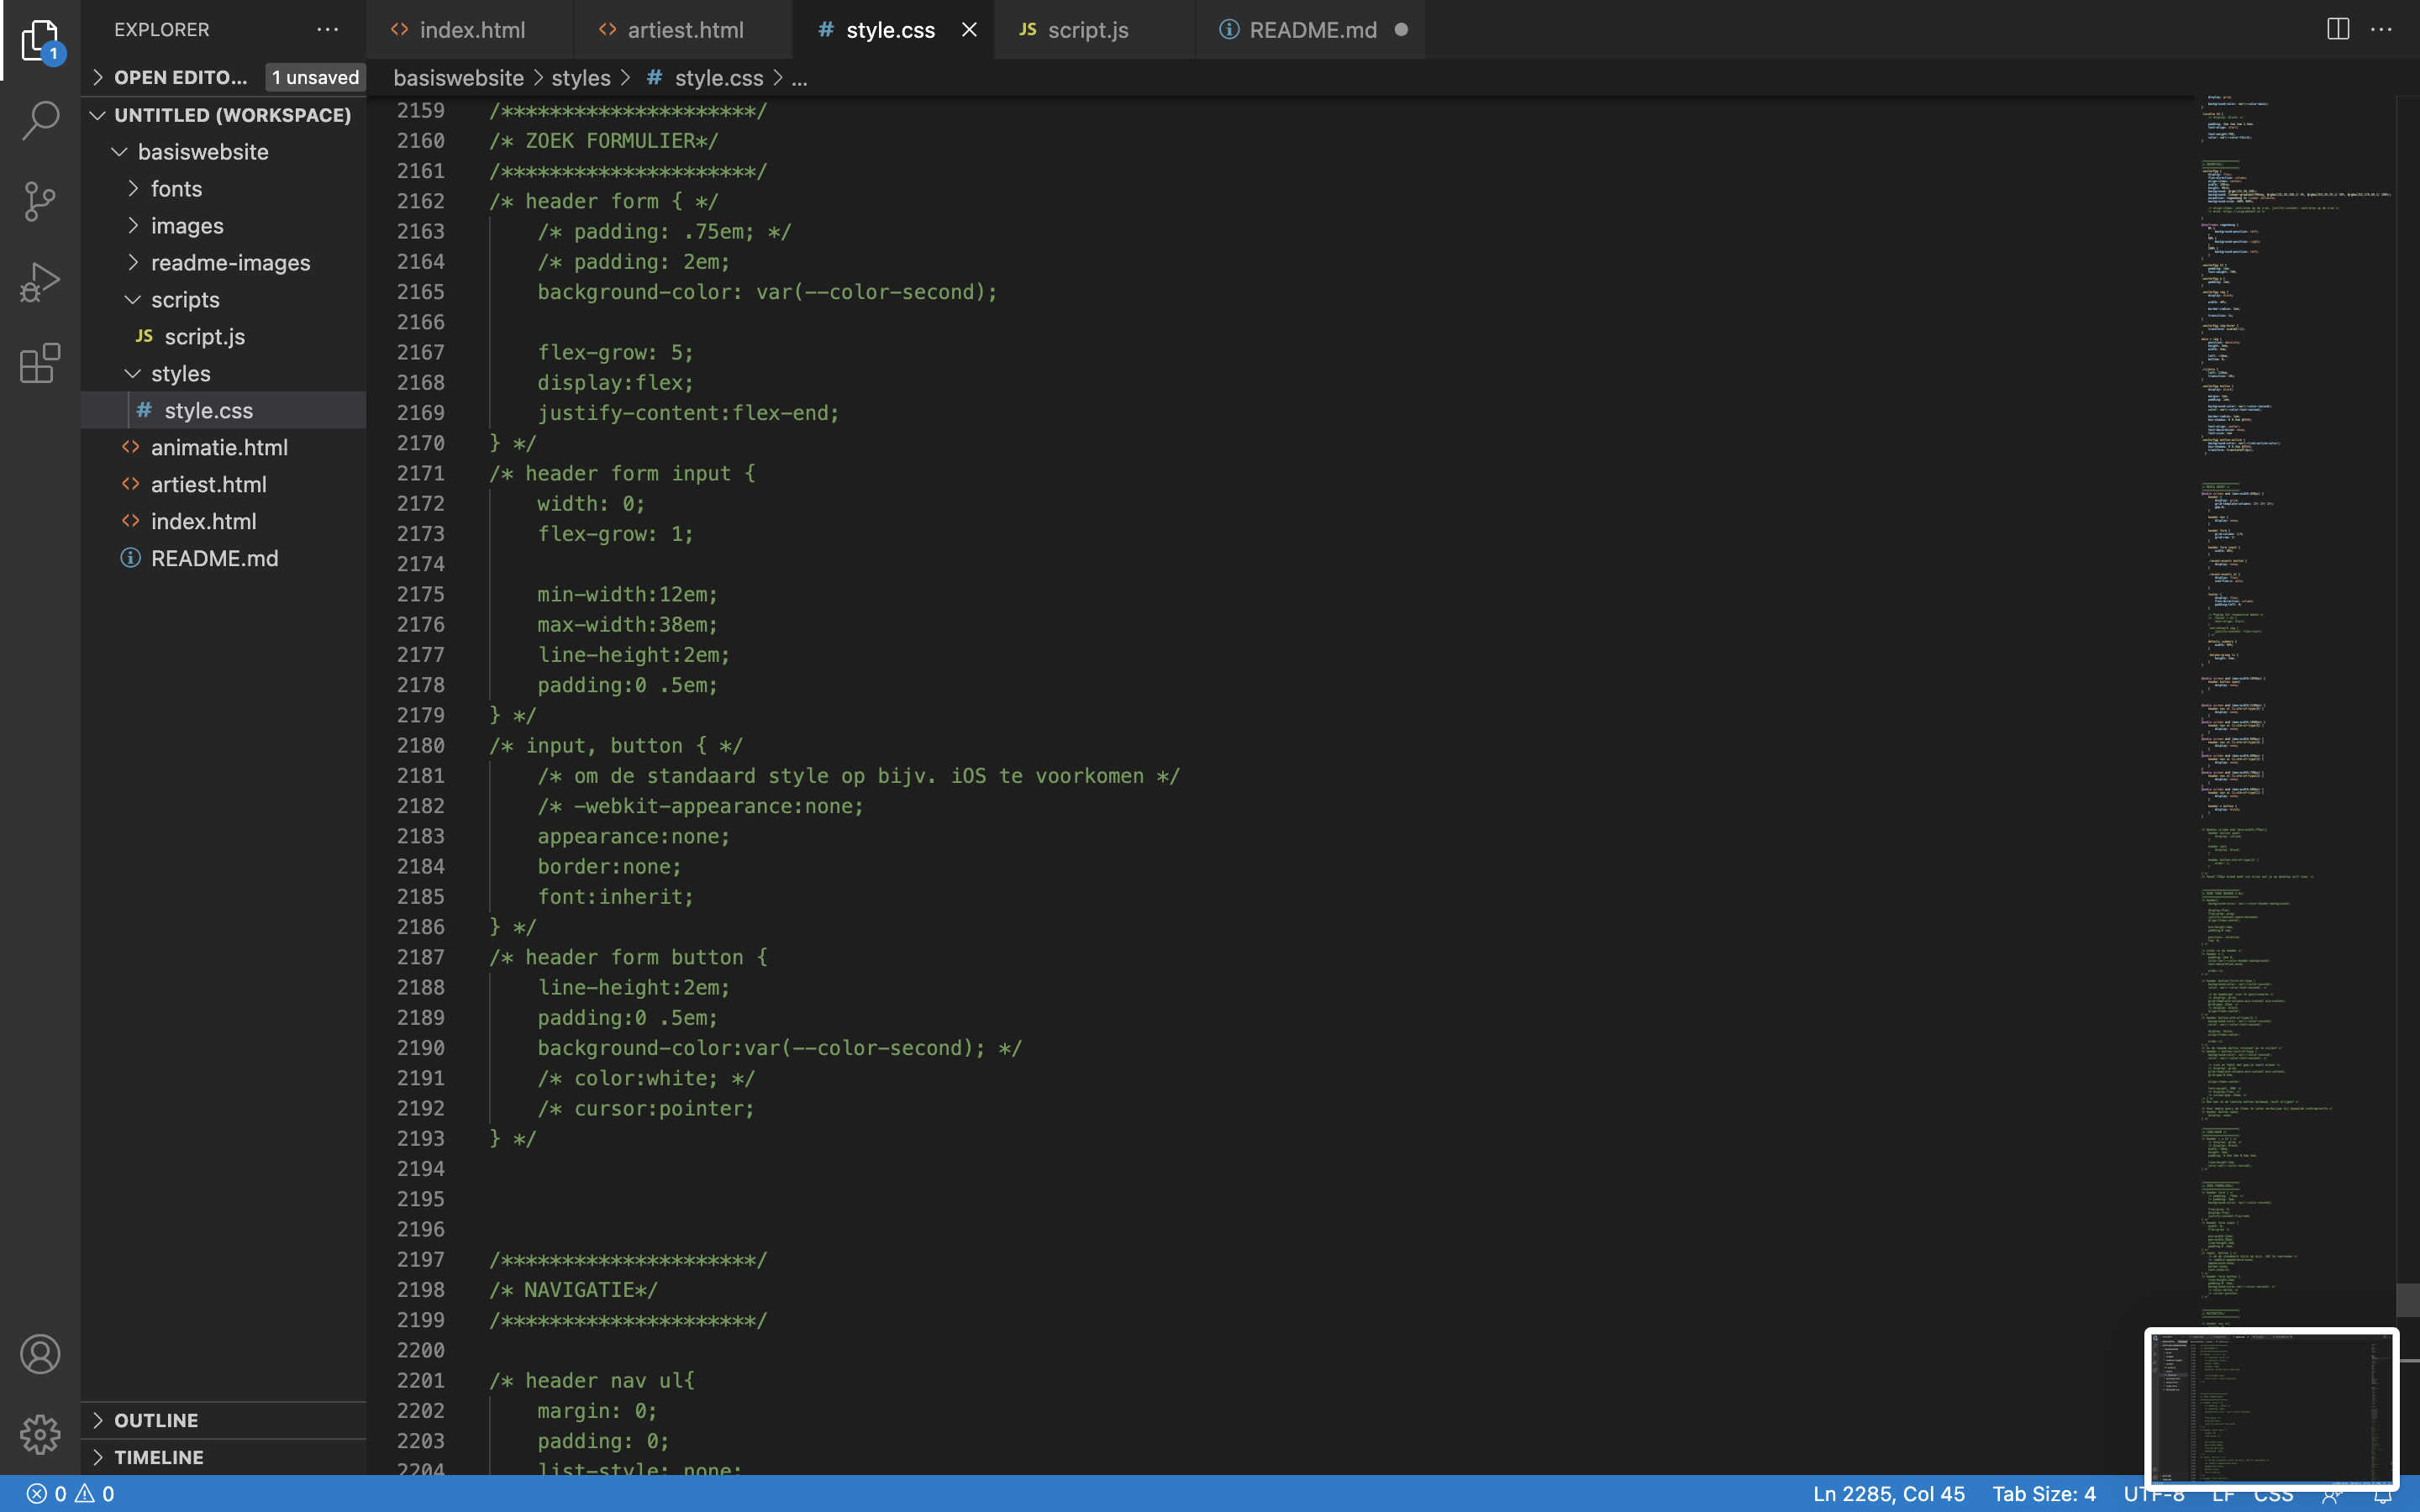 EXPLORER
OPEN EDITO... 1 unsaved
UNTITLED (WORKSPACE)
basiswebsite
fonts
images
readme-images
scripts
JS script.js
styles
# style.css
<> animatie.html
<> artiest.html
<> index.html
README.md
OUTLINE
TIMELINE
1
<> index.html
<> artiest.html
# style.css
JS script.js
README.md
basiswebsite > styles > # style.css > ...
2159 /*********************/
2160 /* ZOEK FORMULIER*/
2161 /*********************/
2162 /* header form { */
2163 /* padding: .75em; */
2164 /* padding: 2em;
2165 background-color: var(--color-second);
2166
2167 flex-grow: 5;
2168 display:flex;
2169 justify-content:flex-end;
2170 } */
2171 /* header form input {
2172 width: 0;
2173 flex-grow: 1;
2174
2175 min-width:12em;
2176 max-width:38em;
2177 line-height:2em;
2178 padding:0 .5em;
2179 } */
2180 /* input, button { */
2181 /* om de standaard style op bijv. iOS te voorkomen */
2182 /* -webkit-appearance:none;
2183 appearance:none;
2184 border:none;
2185 font:inherit;
2186 } */
2187 /* header form button {
2188 line-height:2em;
2189 padding:0 .5em;
2190 background-color:var(--color-second); */
2191 /* color:white; */
2192 /* cursor:pointer;
2193 } */
2194
2195
2196
2197 /*********************/
2198 /* NAVIGATIE*/
2199 /*********************/
2200
2201 /* header nav ul{
2202 margin: 0;
2203 padding: 0;
2204 list-style: none;
0 0
Ln 2285, Col 45 Tab Size: 4 UTF-8 LF CSS